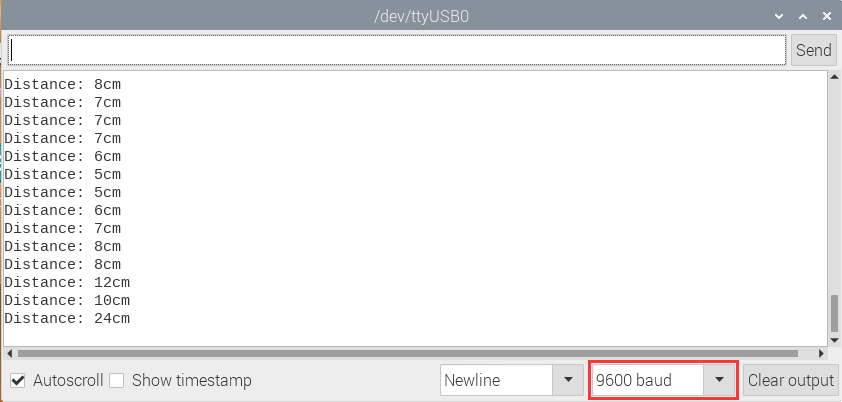 /dev/ttyUSB0
Send
Distance: 8cm
Distance: 7cm
Distance: 7cm
Distance: 7cm
Distance: 6cm
Distance: 5cm
Distance: 5cm
Distance: 6cm
Distance: 7cm
Distance: 8cm
Distance: 8cm
Distance: 12cm
Distance: 10cm
Distance: 24cm
Autoscroll Show timestamp Newline 9600 baud Clear output